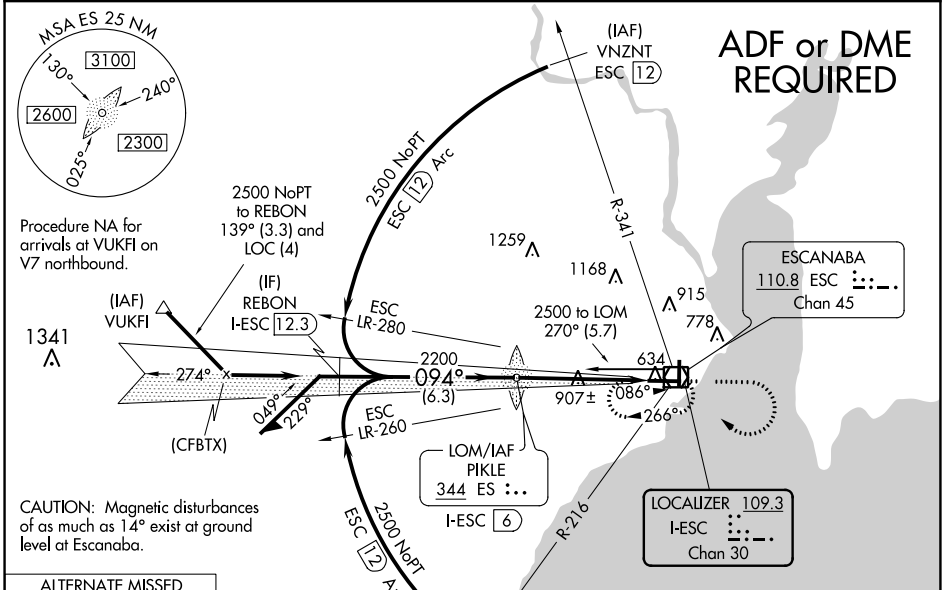 MSA ES 25 NM
130°
3100
240°
2600
2300
025°
(IAF)
VNZNT
ESC 12
ADF or DME
REQUIRED
2500 NoPT
ESC 12 Arc
R-341
Procedure NA for
arrivals at VUKFI on
V7 northbound.
2500 NoPT
to REBON
139° (3.3) and
LOC (4)
1259
1168
915
778
ESCANABA
110.8 ESC
Chan 45
(IAF)
VUKFI
(IF)
REBON
I-ESC 12.3
ESC
LR-280
2500 to LOM
270° (5.7)
1341
274°
2200
094°
(6.3)
634
907±
086°
266°
049°
229°
(CFBTX)
ESC
LR-260
LOM/IAF
PIKLE
344 ES
I-ESC 6
R-216
LOCALIZER 109.3
I-ESC
Chan 30
CAUTION: Magnetic disturbances
of as much as 14° exist at ground
level at Escanaba.
2500 NoPT
ESC 12
ALTERNATE MISSED